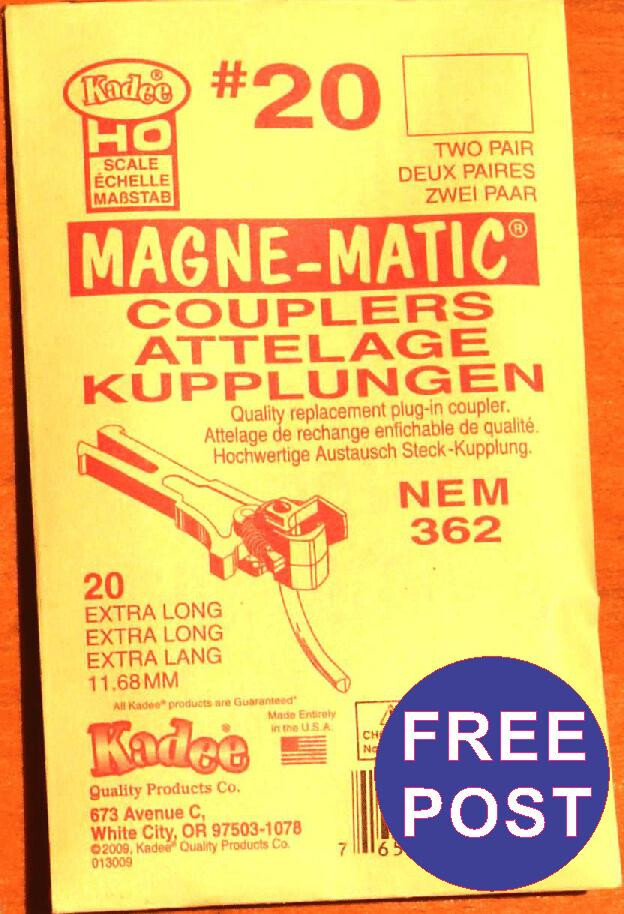 Kadee®
HO
SCALE
ÉCHELLE
MAßSTAB
#20
TWO PAIR
DEUX PAIRES
ZWEI PAAR
MAGNE-MATIC®
COUPLERS
ATTELAGE
KUPPLUNGEN
Quality replacement plug-in coupler.
Attelage de rechange enfichable de qualité.
Hochwertige Austausch Steck-Kupplung.
NEM
362
20
EXTRA LONG
EXTRA LONG
EXTRA LANG
11.68MM
All Kadee® products are Guaranteed"
Made Entirely
in the U.S.A.
Kadee®
Quality Products Co.
673 Avenue C,
White City, OR 97503-1078
©2009, Kadee® Quality Products Co.
013009
7 65
FREE
POST